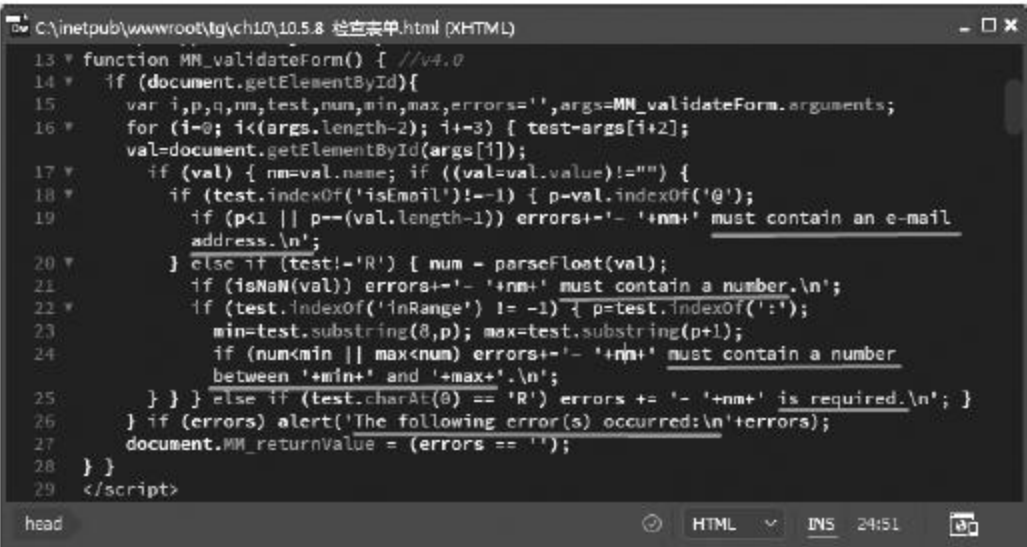 C:\inetpub\wwwroot\tg\ch10\10.5.8 检查表单.html (XHTML)
13 function MM_validateForm() { //v4.0
14 if (document.getElementById){
15 var i,p,q,nm,test,num,min,max,errors='',args=MM_validateForm.arguments;
16 for (i=0; i<(args.length-2); i+=3) { test=args[i+2];
val=document.getElementById(args[i]);
17 if (val) { nm=val.name; if ((val=val.value)!="") {
18 if (test.indexOf('isEmail')!=-1) { p=val.indexOf('@');
19 if (p<1 || p==(val.length-1)) errors+='- '+nm+' must contain an e-mail
address.\n';
20 } else if (test!='R') { num = parseFloat(val);
21 if (isNaN(val)) errors+='- '+nm+' must contain a number.\n';
22 if (test.indexOf('inRange') != -1) { p=test.indexOf(':');
23 min=test.substring(8,p); max=test.substring(p+1);
24 if (num<min || max<num) errors+='- '+nm+' must contain a number
between '+min+' and '+max+'.\n';
25 } } } else if (test.charAt(0) == 'R') errors += '- '+nm+' is required.\n'; }
26 } if (errors) alert('The following error(s) occurred:\n'+errors);
27 document.MM_returnValue = (errors == '');
28 } }
29 </script>
head HTML INS 24:51